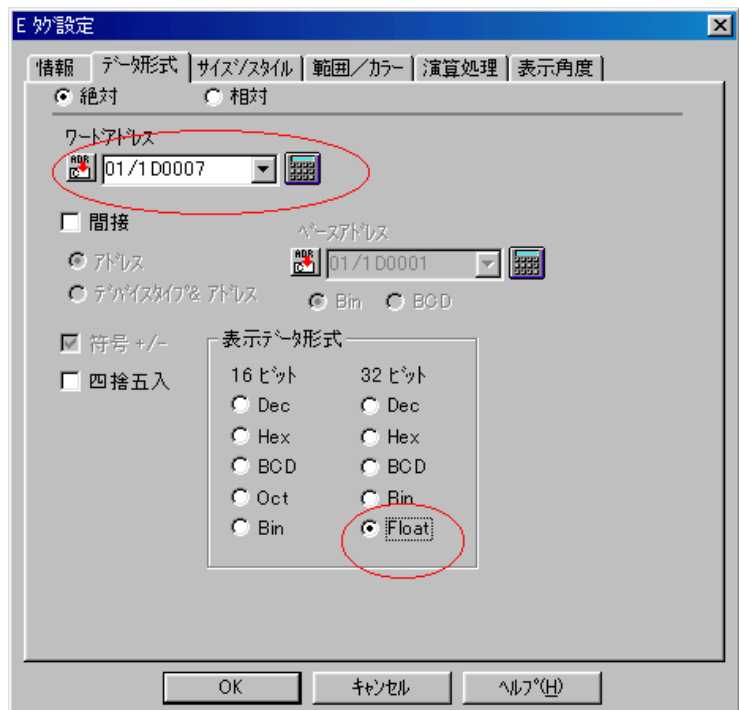 E タグ設定
情報 データ形式 サイズ/スタイル 範囲／カラー 演算処理 表示角度
絶対 相対
ワードアドレス
ADR 01/1D0007
間接 ベースアドレス
アドレス ADR 01/1D0001
デバイスタイプ& アドレス Bin BCD
符号 +/- 表示データ形式
四捨五入 16 ビット 32 ビット
Dec Dec
Hex Hex
BCD BCD
Oct Bin
Bin Float
OK キャンセル ヘルプ(H)